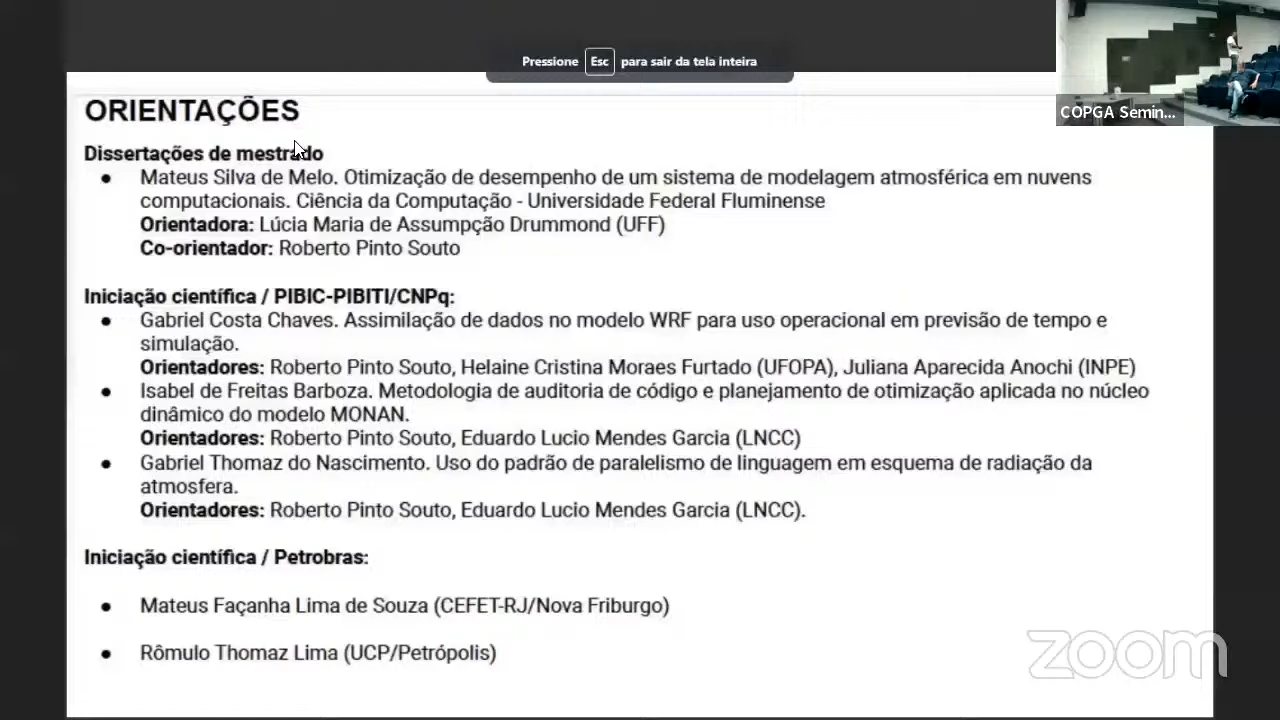 Pressione Esc para sair da tela inteira
COPGA Semin...
ORIENTAÇÕES
Dissertações de mestrado
● Mateus Silva de Melo. Otimização de desempenho de um sistema de modelagem atmosférica em nuvens
computacionais. Ciência da Computação - Universidade Federal Fluminense
Orientadora: Lúcia Maria de Assumpção Drummond (UFF)
Co-orientador: Roberto Pinto Souto
Iniciação científica / PIBIC-PIBITI/CNPq:
● Gabriel Costa Chaves. Assimilação de dados no modelo WRF para uso operacional em previsão de tempo e
simulação.
Orientadores: Roberto Pinto Souto, Helaine Cristina Moraes Furtado (UFOPA), Juliana Aparecida Anochi (INPE)
● Isabel de Freitas Barboza. Metodologia de auditoria de código e planejamento de otimização aplicada no núcleo
dinâmico do modelo MONAN.
Orientadores: Roberto Pinto Souto, Eduardo Lucio Mendes Garcia (LNCC)
● Gabriel Thomaz do Nascimento. Uso do padrão de paralelismo de linguagem em esquema de radiação da
atmosfera.
Orientadores: Roberto Pinto Souto, Eduardo Lucio Mendes Garcia (LNCC).
Iniciação científica / Petrobras:
● Mateus Façanha Lima de Souza (CEFET-RJ/Nova Friburgo)
● Rômulo Thomaz Lima (UCP/Petrópolis)
zoom